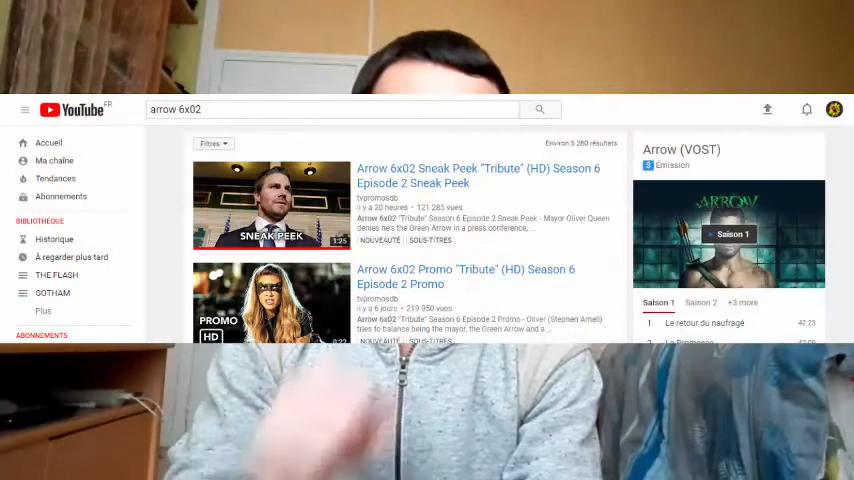 YouTube FR
arrow 6x02
Accueil
Ma chaîne
Tendances
Abonnements
BIBLIOTHÈQUE
Historique
À regarder plus tard
THE FLASH
GOTHAM
Plus
ABONNEMENTS
Filtres
Environ 5 280 résultats
SNEAK PEEK
1:25
Arrow 6x02 Sneak Peek "Tribute" (HD) Season 6
Episode 2 Sneak Peek
tvpromosdb
il y a 20 heures • 121 285 vues
Arrow 6x02 "Tribute" Season 6 Episode 2 Sneak Peek - Mayor Oliver Queen
denies he's the Green Arrow in a press conference, ...
NOUVEAUTÉ SOUS-TITRES
PROMO
HD
0:22
Arrow 6x02 Promo "Tribute" (HD) Season 6
Episode 2 Promo
tvpromosdb
il y a 6 jours • 219 950 vues
Arrow 6x02 "Tribute" Season 6 Episode 2 Promo - Oliver (Stephen Amell)
tries to balance being the mayor, the Green Arrow and a ...
NOUVEAUTÉ SOUS-TITRES
Arrow (VOST)
$ Émission
ARROW
Saison 1
Saison 1 Saison 2 +3 more
1 Le retour du naufragé 42:23
2 La Promesse